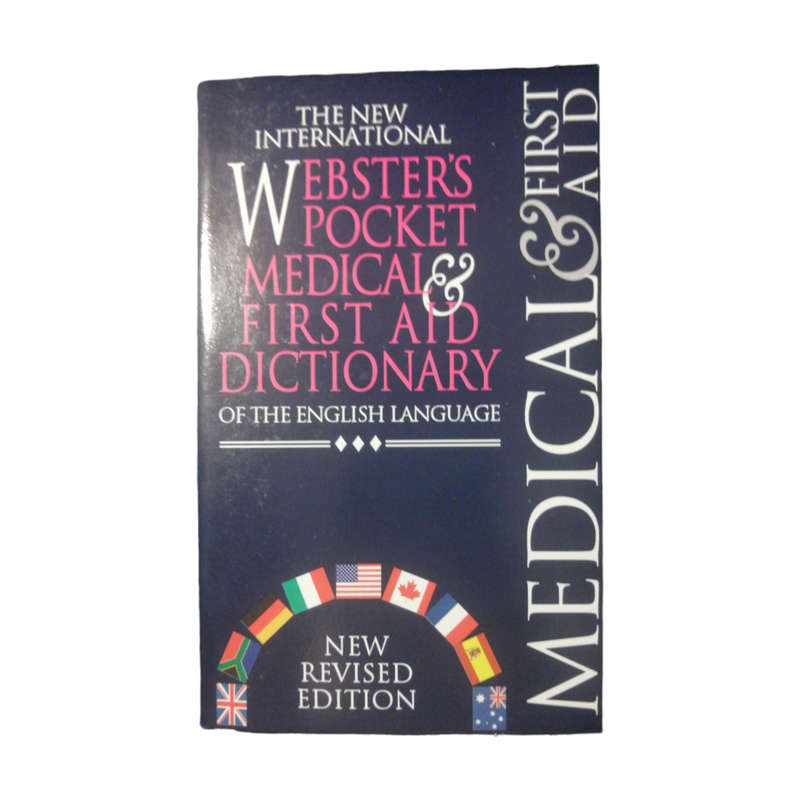 THE NEW
INTERNATIONAL
WEBSTER'S
POCKET
MEDICAL &
FIRST AID
DICTIONARY
OF THE ENGLISH LANGUAGE
NEW
REVISED
EDITION
MEDICAL & FIRST AID